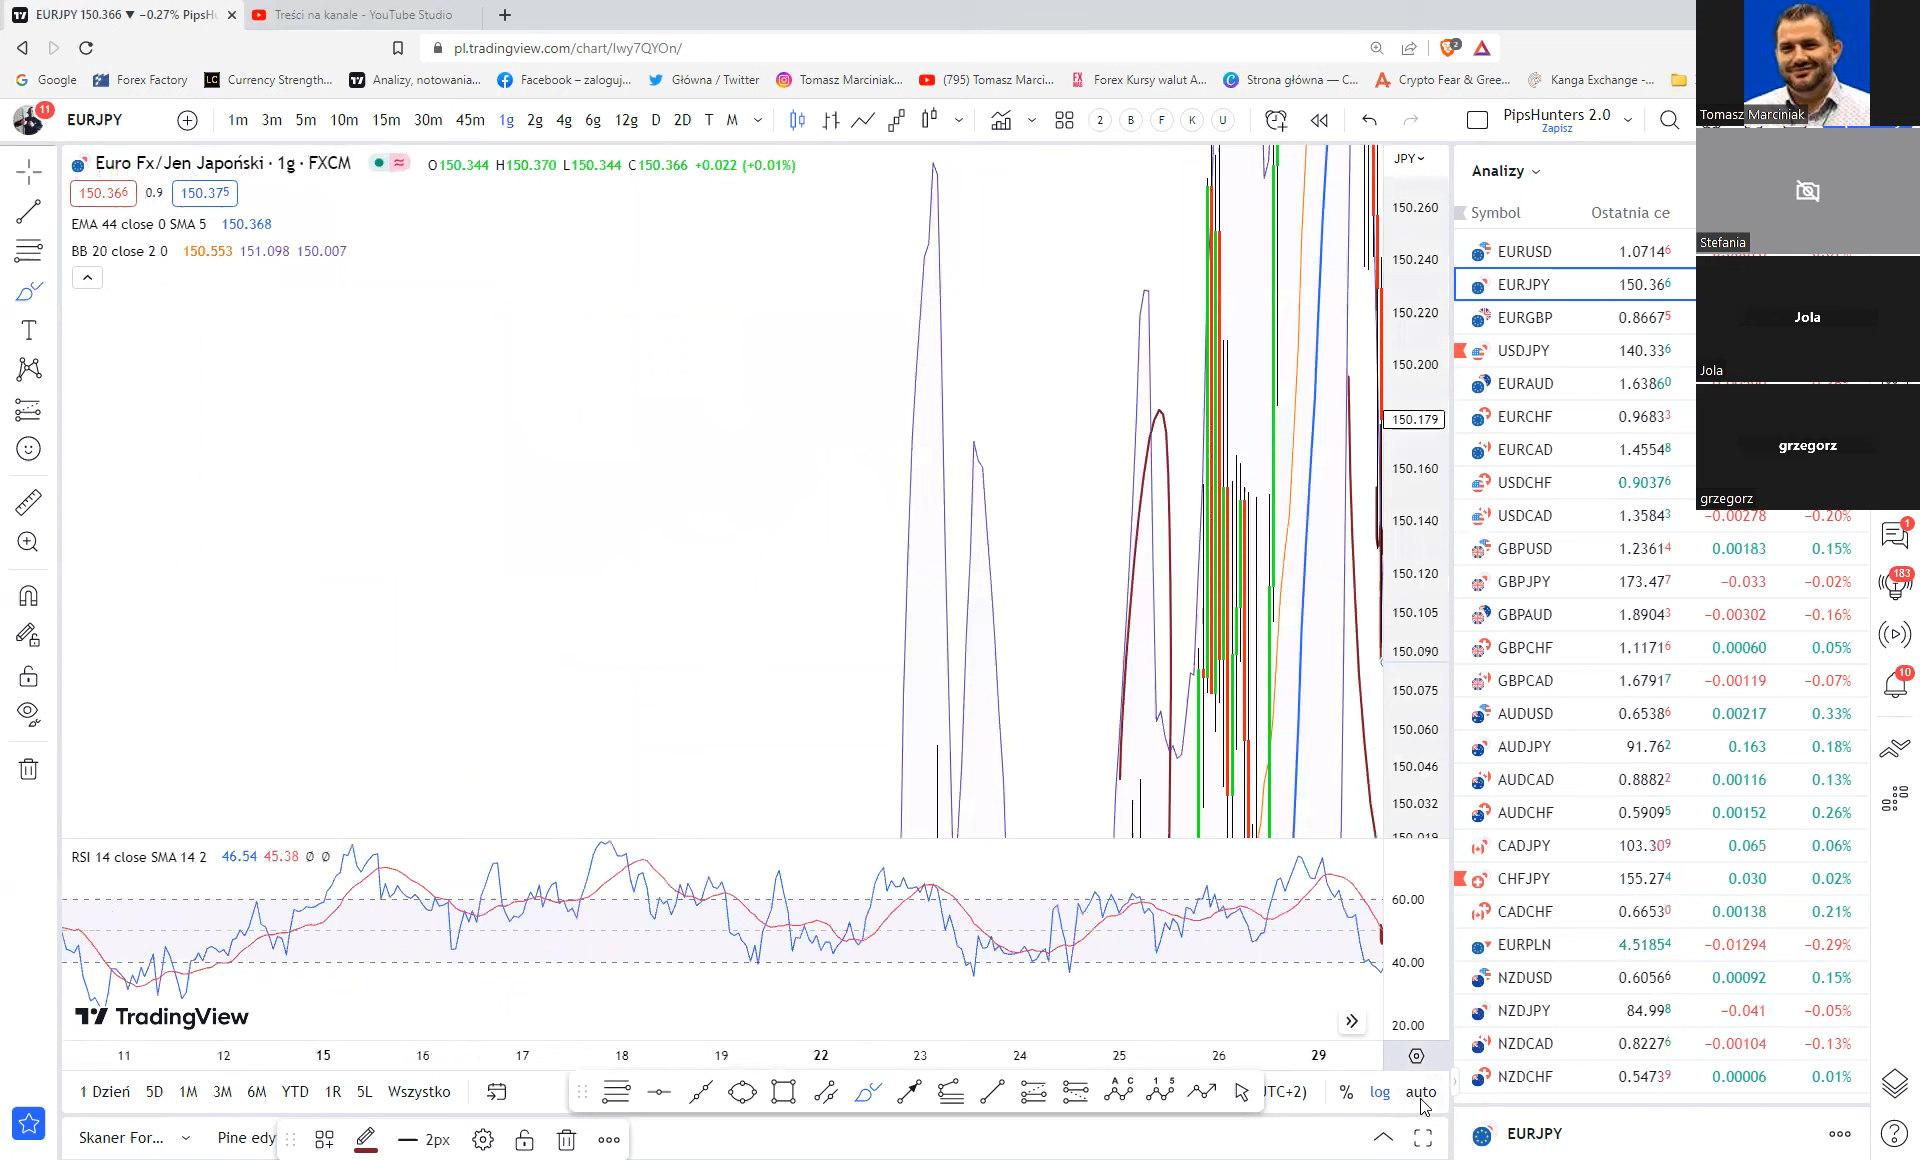 EURJPY 150.366 ▼ −0.27% PipsHu
Treści na kanale - YouTube Studio
pl.tradingview.com/chart/Iwy7QYOn/
2
Google
Forex Factory
Currency Strength...
Analizy, notowania...
Facebook – zaloguj...
Główna / Twitter
Tomasz Marciniak...
(795) Tomasz Marci...
Forex Kursy walut A...
Strona główna — C...
Crypto Fear & Gree...
Kanga Exchange -...
11
EURJPY
1m 3m 5m 10m 15m 30m 45m 1g 2g 4g 6g 12g D 2D T M
2 B F K U
PipsHunters 2.0
Zapisz
Tomasz Marciniak
Stefania
Jola
Jola
grzegorz
grzegorz
Euro Fx/Jen Japoński · 1g · FXCM
O150.344 H150.370 L150.344 C150.366 +0.022 (+0.01%)
150.366 0.9 150.375
EMA 44 close 0 SMA 5 150.368
BB 20 close 2 0 150.553 151.098 150.007
JPY
150.260
150.240
150.220
150.200
150.179
150.160
150.140
150.120
150.105
150.090
150.075
150.060
150.046
150.032
150.019
RSI 14 close SMA 14 2 46.54 45.38 Ø Ø
60.00
40.00
20.00
TradingView
11 12 15 16 17 18 19 22 23 24 25 26 29
1 Dzień 5D 1M 3M 6M YTD 1R 5L Wszystko
UTC+2) % log auto
Skaner For...
Pine edy
2px
Analizy
Symbol Ostatnia ce
EURUSD 1.07146
EURJPY 150.366
EURGBP 0.86675
USDJPY 140.336
EURAUD 1.63860
EURCHF 0.96833
EURCAD 1.45548
USDCHF 0.90376
USDCAD 1.35843 −0.00278 −0.20%
GBPUSD 1.23614 0.00183 0.15%
GBPJPY 173.477 −0.033 −0.02%
GBPAUD 1.89043 −0.00302 −0.16%
GBPCHF 1.11716 0.00060 0.05%
GBPCAD 1.67917 −0.00119 −0.07%
AUDUSD 0.65386 0.00217 0.33%
AUDJPY 91.762 0.163 0.18%
AUDCAD 0.88822 0.00116 0.13%
AUDCHF 0.59095 0.00152 0.26%
CADJPY 103.309 0.065 0.06%
CHFJPY 155.274 0.030 0.02%
CADCHF 0.66530 0.00138 0.21%
EURPLN 4.51854 −0.01294 −0.29%
NZDUSD 0.60566 0.00092 0.15%
NZDJPY 84.998 −0.041 −0.05%
NZDCAD 0.82276 −0.00104 −0.13%
NZDCHF 0.54739 0.00006 0.01%
EURJPY
1
183
10